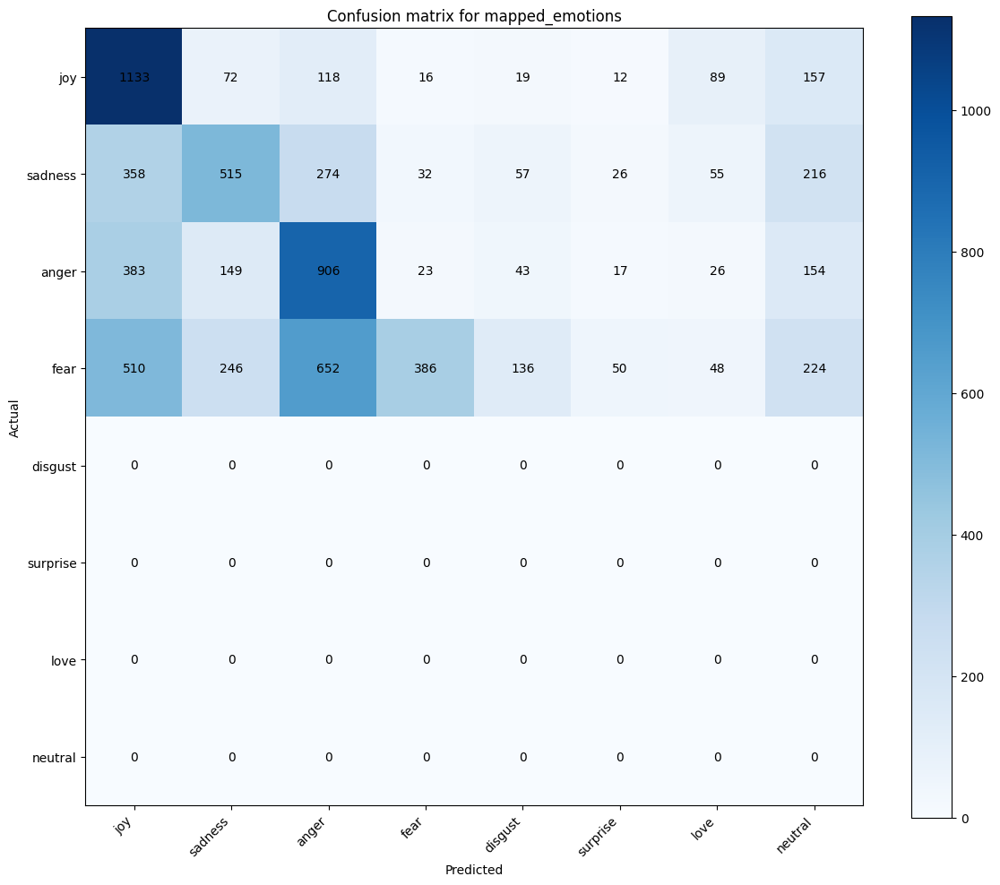 Confusion matrix for mapped_emotions
joy 1133 72 118 16 19 12 89 157
sadness 358 515 274 32 57 26 55 216
anger 383 149 906 23 43 17 26 154
fear 510 246 652 386 136 50 48 224
disgust 0 0 0 0 0 0 0 0
surprise 0 0 0 0 0 0 0 0
love 0 0 0 0 0 0 0 0
neutral 0 0 0 0 0 0 0 0
Actual
joy sadness anger fear disgust surprise love neutral
Predicted
1000
800
600
400
200
0